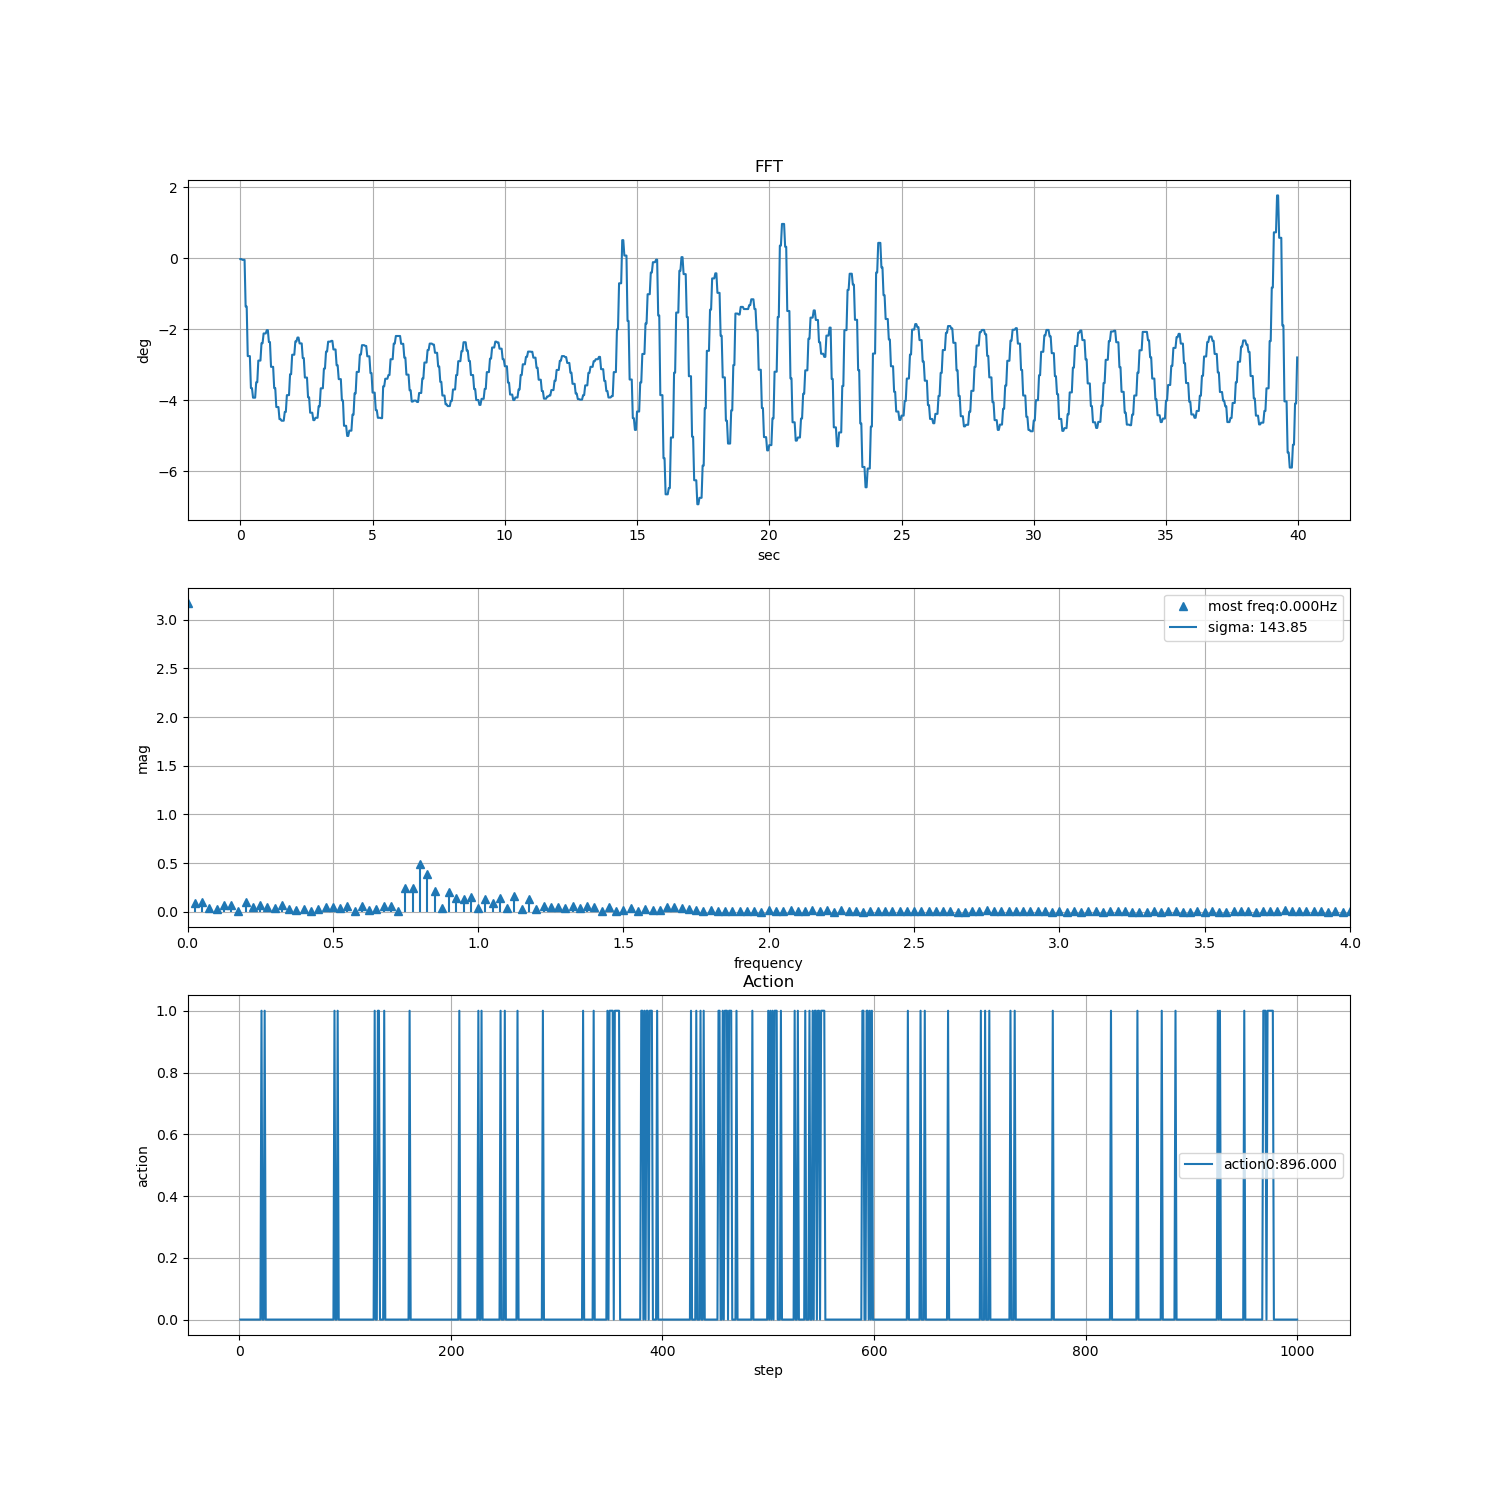 FFT
2
0
−2
−4
−6
deg
0 5 10 15 20 25 30 35 40
sec
3.0
2.5
2.0
1.5
1.0
0.5
0.0
mag
most freq:0.000Hz
sigma: 143.85
0.0 0.5 1.0 1.5 2.0 2.5 3.0 3.5 4.0
frequency
Action
1.0
0.8
0.6
0.4
0.2
0.0
action
action0:896.000
0 200 400 600 800 1000
step